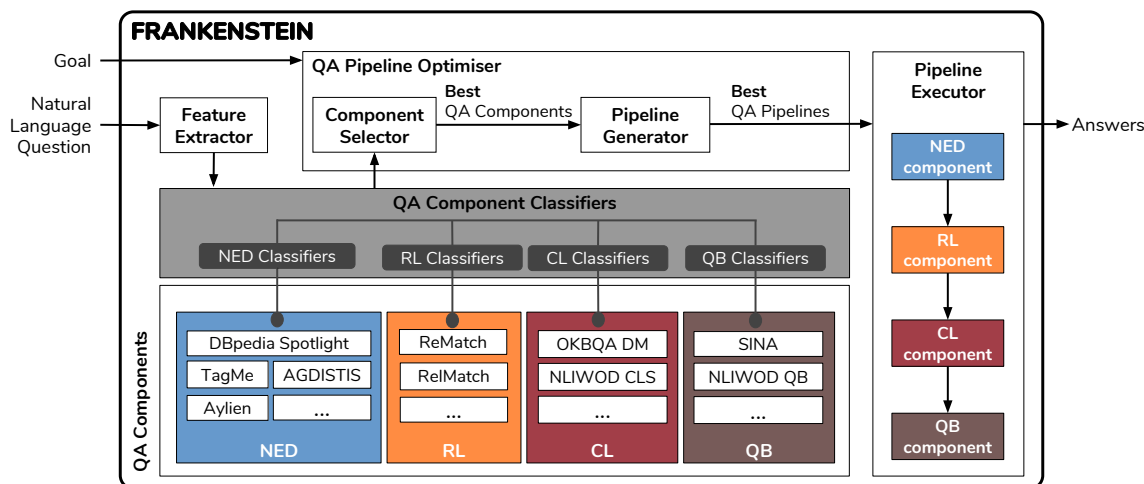 FRANKENSTEIN
Goal
Natural
Language
Question
Feature
Extractor
QA Pipeline Optimiser
Component
Selector
Best
QA Components
Pipeline
Generator
Best
QA Pipelines
Pipeline
Executor
NED
component
RL
component
CL
component
QB
component
Answers
QA Component Classifiers
NED Classifiers
RL Classifiers
CL Classifiers
QB Classifiers
QA Components
DBpedia Spotlight
TagMe
AGDISTIS
Aylien
...
NED
ReMatch
RelMatch
...
RL
OKBQA DM
NLIWOD CLS
...
CL
SINA
NLIWOD QB
...
QB